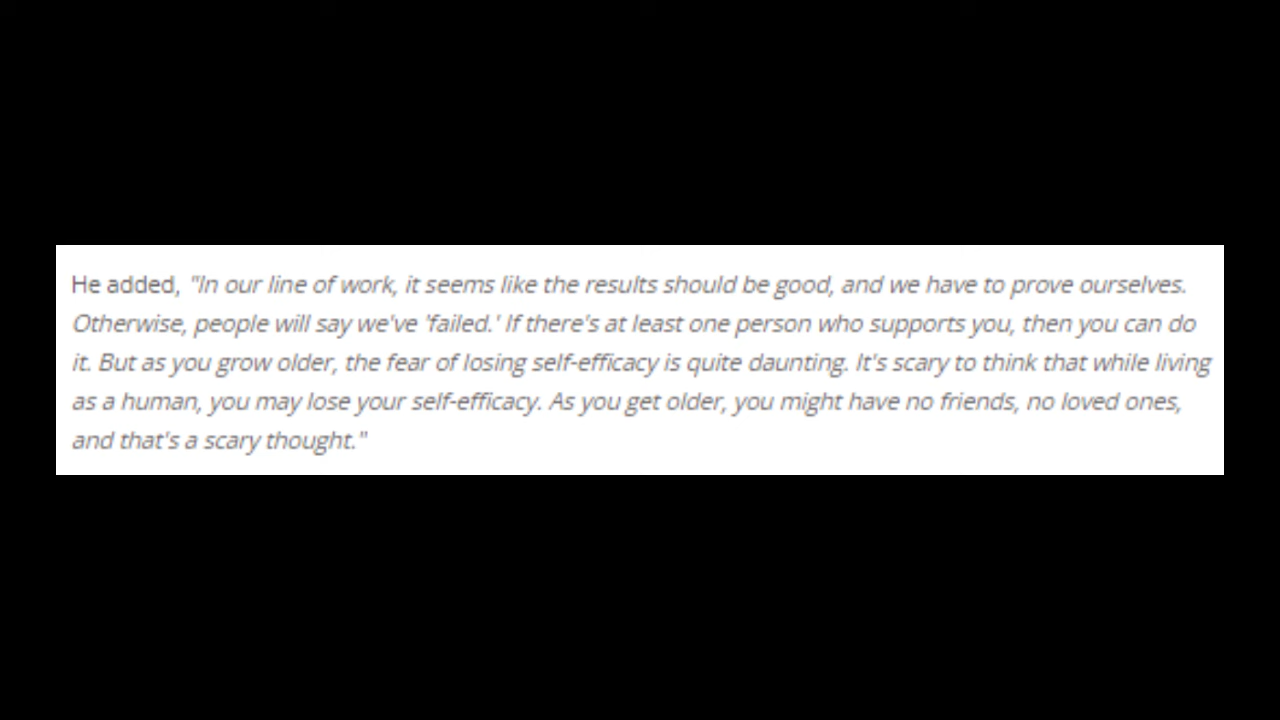 He added, "In our line of work, it seems like the results should be good, and we have to prove ourselves.
Otherwise, people will say we've 'failed.' If there's at least one person who supports you, then you can do
it. But as you grow older, the fear of losing self-efficacy is quite daunting. It's scary to think that while living
as a human, you may lose your self-efficacy. As you get older, you might have no friends, no loved ones,
and that's a scary thought."